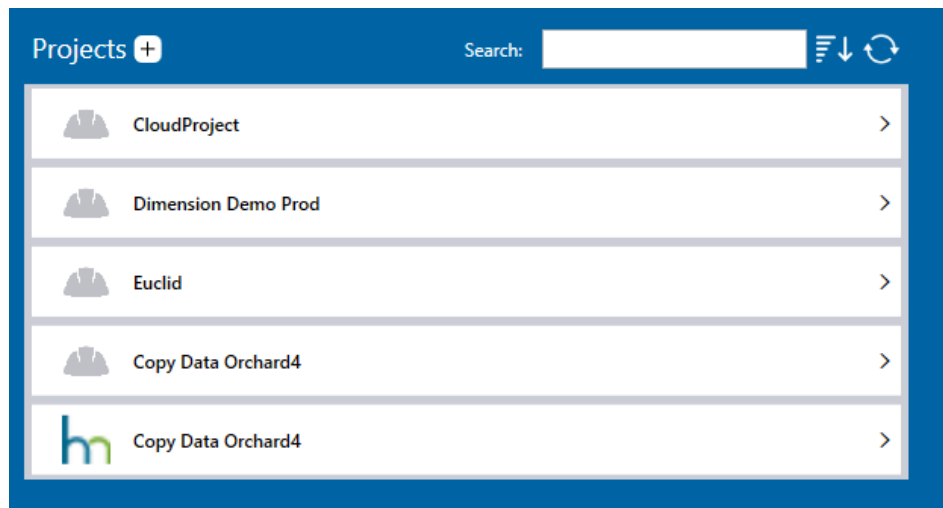 Projects
Search:
CloudProject
Dimension Demo Prod
Euclid
Copy Data Orchard4
hn
Copy Data Orchard4